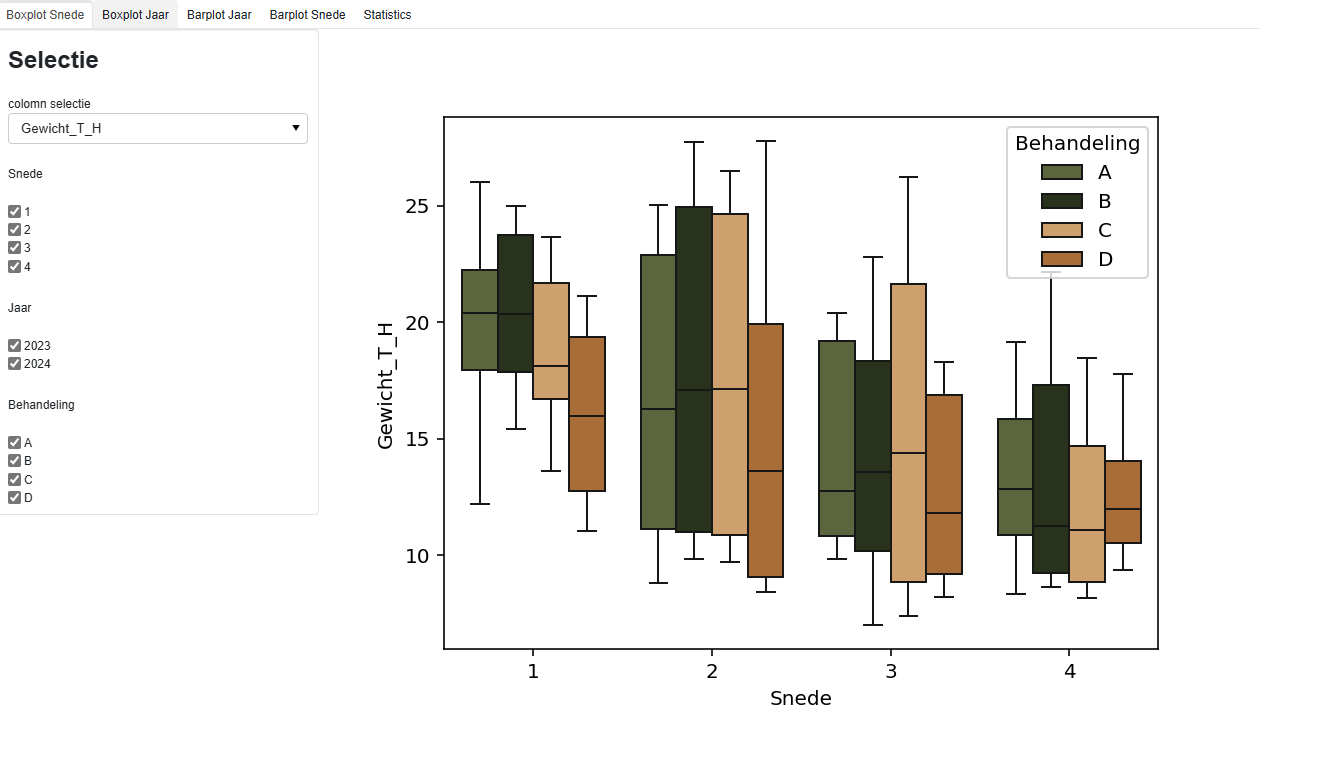 Boxplot Snede Boxplot Jaar Barplot Jaar Barplot Snede Statistics
Selectie
colomn selectie
Gewicht_T_H
Snede
1
2
3
4
Jaar
2023
2024
Behandeling
A
B
C
D
Behandeling
A
B
C
D
25
20
15
10
Gewicht_T_H
1 2 3 4
Snede